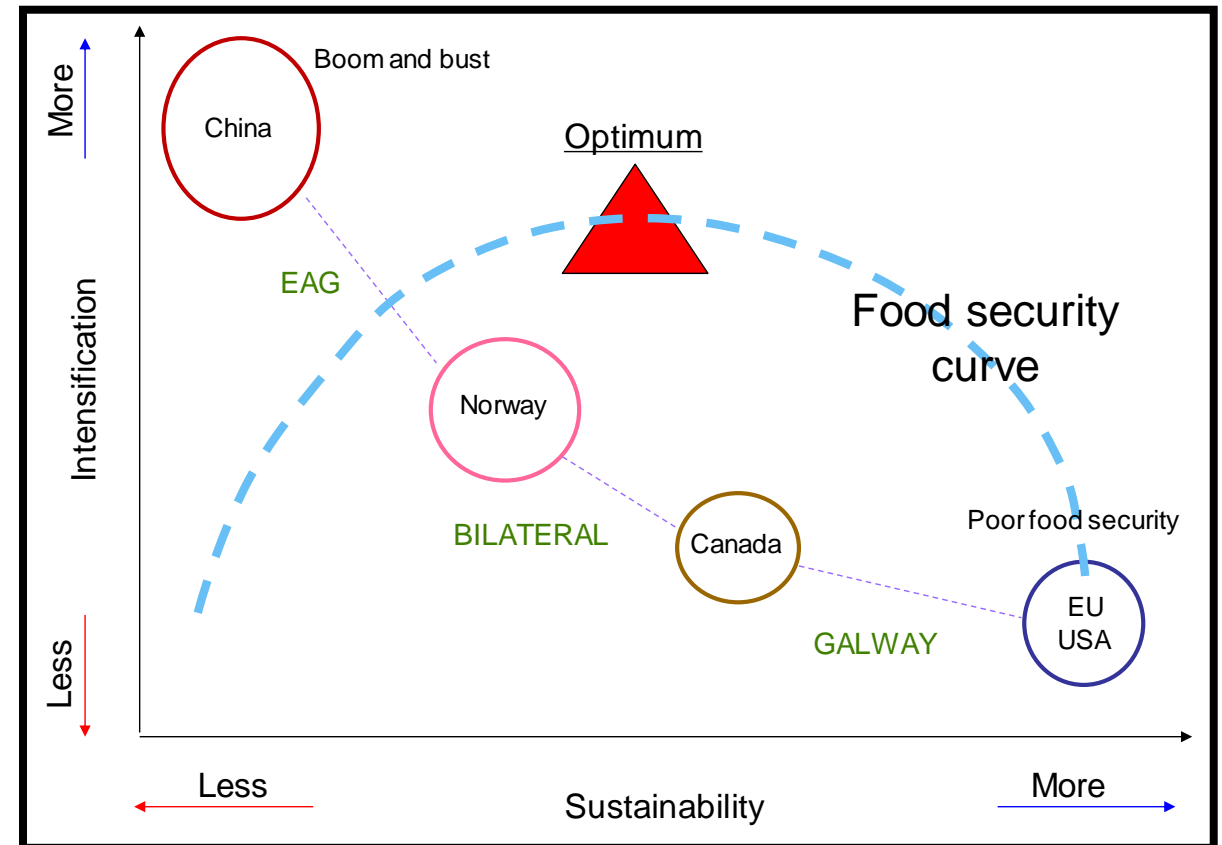 More
Boom and bust
China
Optimum
EAG
Food security
curve
Intensification
Norway
Poor food security
BILATERAL
Canada
EU
USA
GALWAY
Less
Less
More
Sustainability